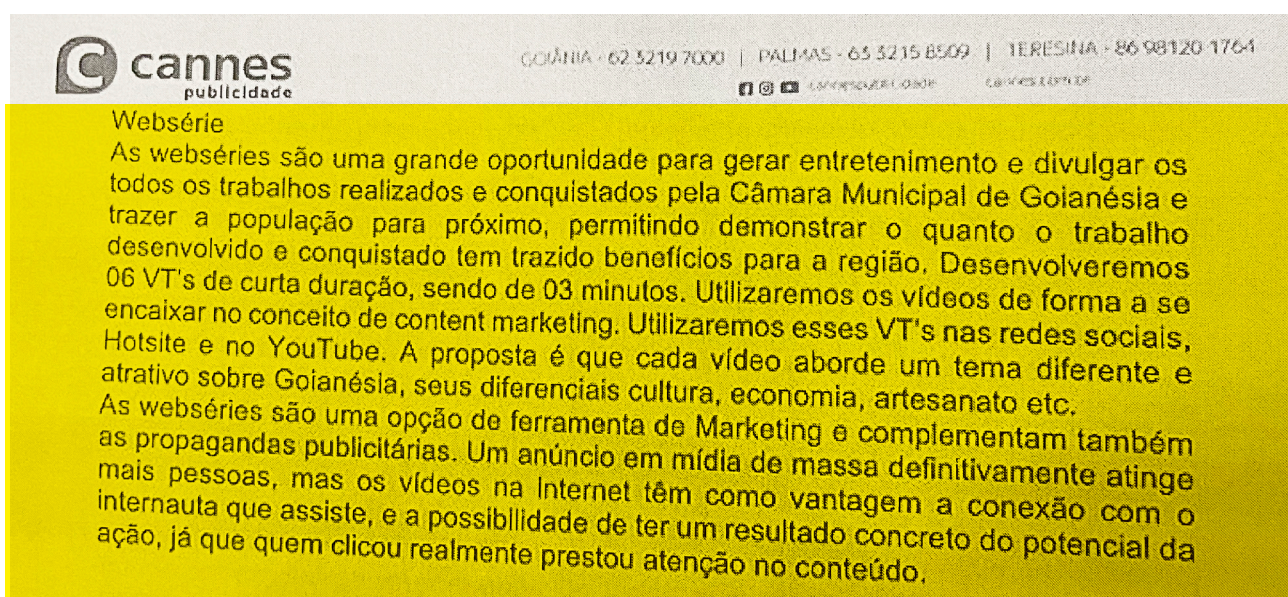 cannes
publicidade
GOIÂNIA - 62 3219 7000 | PALMAS - 63 3215 8509 | TERESINA - 86 98120 1764
cannespublicidade cannes.com.br
Websérie
As webséries são uma grande oportunidade para gerar entretenimento e divulgar os
todos os trabalhos realizados e conquistados pela Câmara Municipal de Goianésia e
trazer a população para próximo, permitindo demonstrar o quanto o trabalho
desenvolvido e conquistado tem trazido benefícios para a região. Desenvolveremos
06 VT's de curta duração, sendo de 03 minutos. Utilizaremos os vídeos de forma a se
encaixar no conceito de content marketing. Utilizaremos esses VT's nas redes sociais,
Hotsite e no YouTube. A proposta é que cada vídeo aborde um tema diferente e
atrativo sobre Goianésia, seus diferenciais cultura, economia, artesanato etc.
As webséries são uma opção de ferramenta de Marketing e complementam também
as propagandas publicitárias. Um anúncio em mídia de massa definitivamente atinge
mais pessoas, mas os vídeos na Internet têm como vantagem a conexão com o
internauta que assiste, e a possibilidade de ter um resultado concreto do potencial da
ação, já que quem clicou realmente prestou atenção no conteúdo.